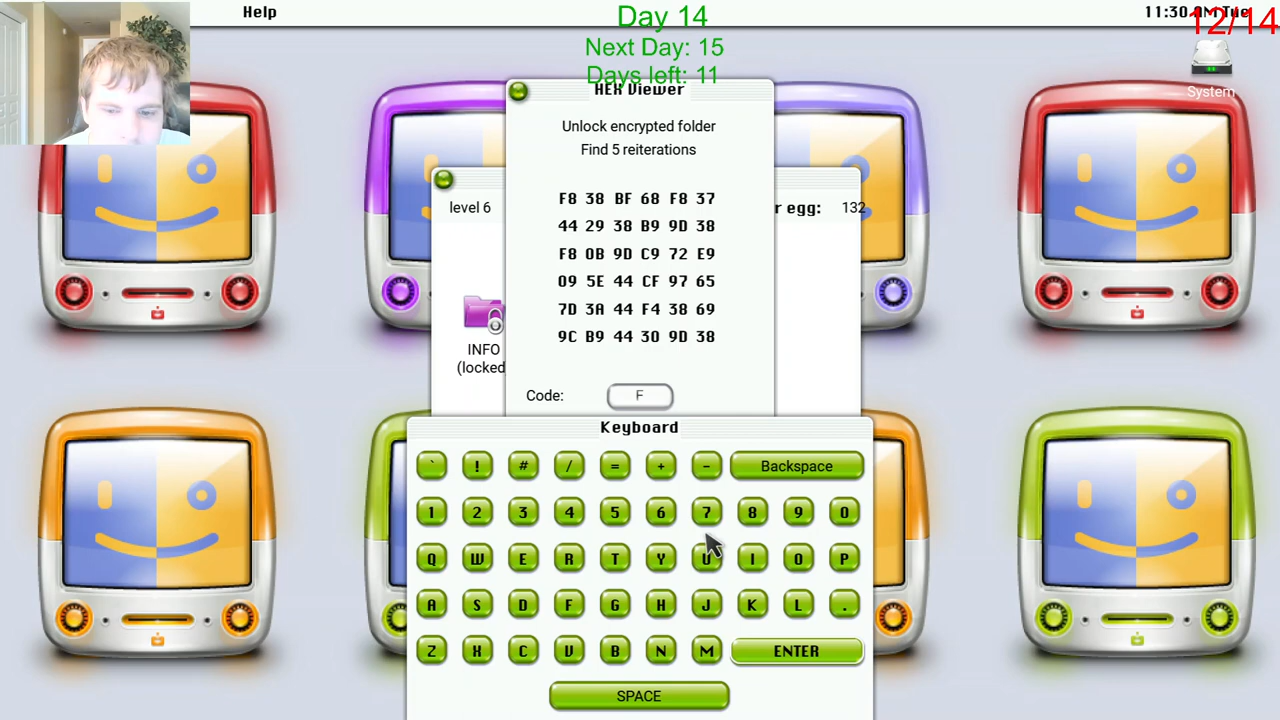 Help
Day 14
11:30 AM Tue
12/14
Next Day: 15
Days left: 11
System
HEX Viewer
Unlock encrypted folder
Find 5 reiterations
level 6
r egg: 132
F8 38 BF 68 F8 37
44 29 38 B9 9D 38
F8 0B 9D C9 72 E9
09 5E 44 CF 97 65
7D 3A 44 F4 38 69
9C B9 44 30 9D 38
INFO
(locked
Code: F
Keyboard
` ! # / = + - Backspace
1 2 3 4 5 6 7 8 9 0
Q W E R T Y U I O P
A S D F G H J K L .
Z X C V B N M ENTER
SPACE